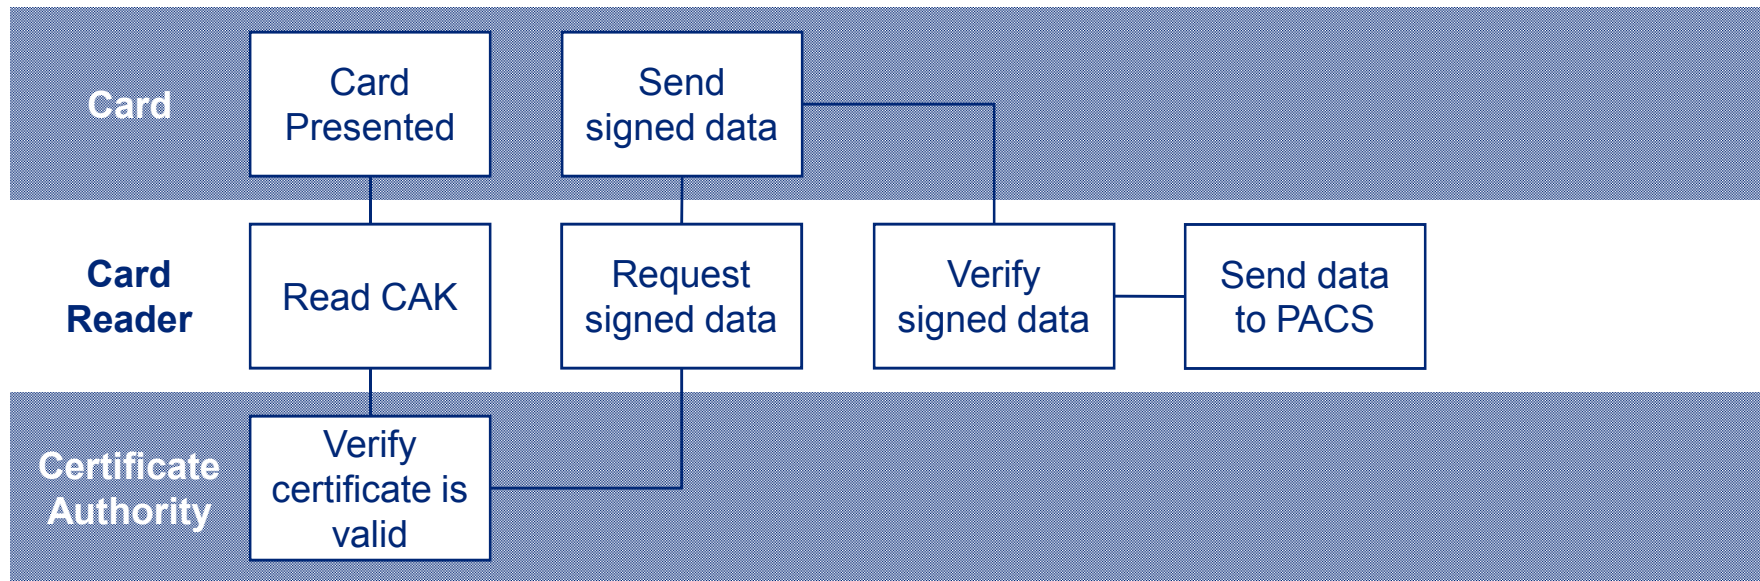 Card
Card
Presented
Send
signed data
Card
Reader
Read CAK
Request
signed data
Verify
signed data
Send data
to PACS
Certificate
Authority
Verify
certificate is
valid